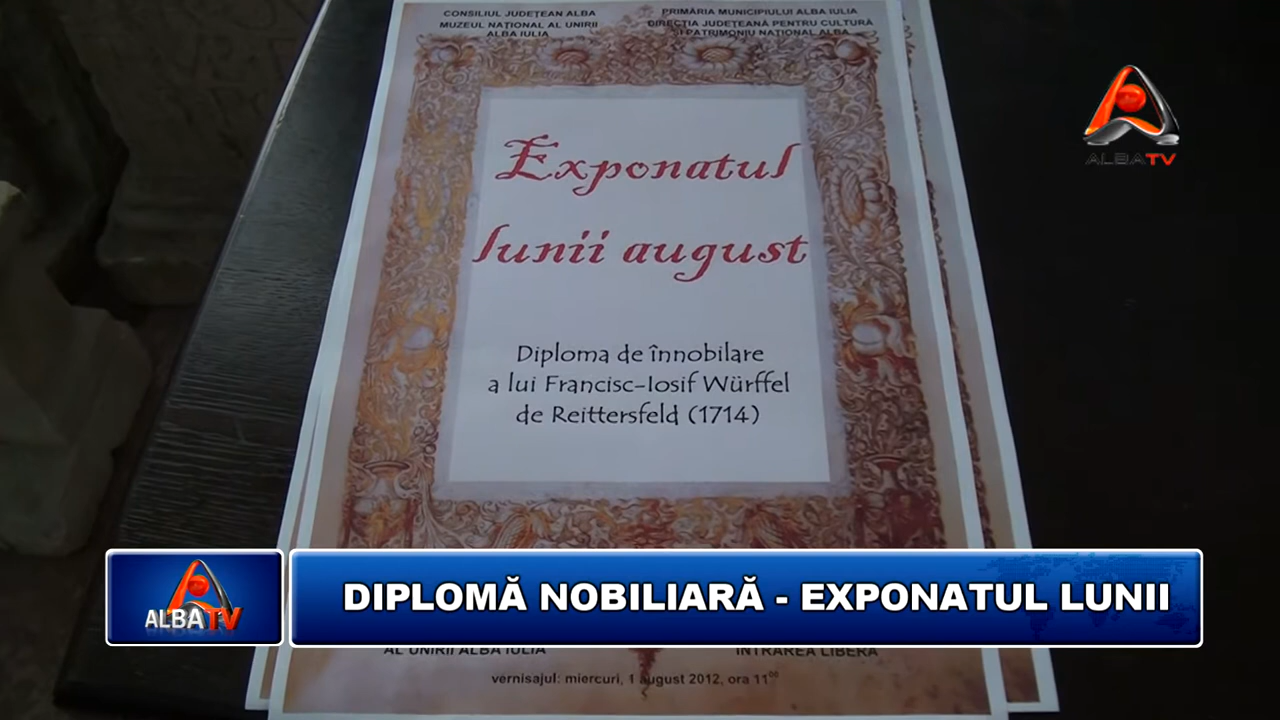 CONSILIUL JUDEȚEAN ALBA
MUZEUL NAȚIONAL AL UNIRII
ALBA IULIA
PRIMĂRIA MUNICIPIULUI ALBA IULIA
DIRECȚIA JUDEȚEANĂ PENTRU CULTURĂ
ȘI PATRIMONIU NAȚIONAL ALBA
ALBATV
Exponatul
lunii august
Diploma de înnobilare
a lui Francisc-Iosif Würffel
de Reittersfeld (1714)
ALBATV
DIPLOMĂ NOBILIARĂ - EXPONATUL LUNII
AL UNIRII ALBA IULIA
INTRAREA LIBERĂ
vernisajul: miercuri, 1 august 2012, ora 11⁰⁰